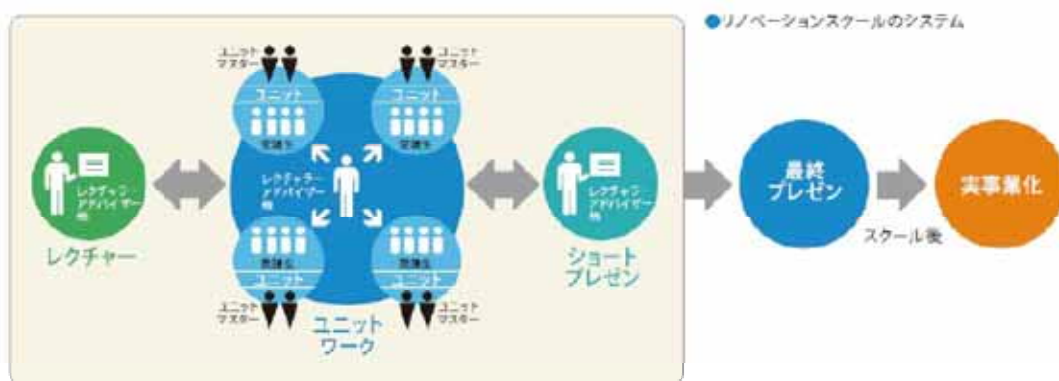 ●リノベーションスクールのシステム
ユニット
マスター
ユニット
マスター
ユニット
受講生
ユニット
受講生
レクチャラー
アドバイザー
他
レクチャー
レクチャラー
アドバイザー
他
レクチャラー
アドバイザー
他
ショート
プレゼン
受講生
ユニット
受講生
ユニット
ユニット
マスター
ユニット
マスター
ユニット
ワーク
最終
プレゼン
スクール後
実事業化